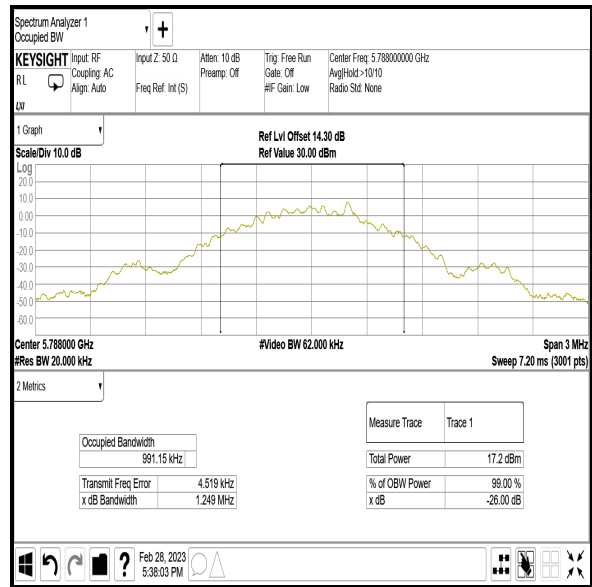 Spectrum Analyzer 1
Occupied BW
KEYSIGHT Input: RF Input Z: 50 Ω Atten: 10 dB Trig: Free Run Center Freq: 5.788000000 GHz
RL Coupling: AC Preamp: Off Gate: Off Avg|Hold:>10/10
Align: Auto Freq Ref: Int (S) #IF Gain: Low Radio Std: None
LXI
1 Graph
Ref Lvl Offset 14.30 dB
Scale/Div 10.0 dB Ref Value 30.00 dBm
Log
20.0
10.0
0.00
-10.0
-20.0
-30.0
-40.0
-50.0
-60.0
Center 5.788000 GHz #Video BW 62.000 kHz Span 3 MHz
#Res BW 20.000 kHz Sweep 7.20 ms (3001 pts)
2 Metrics
Measure Trace Trace 1
Occupied Bandwidth
991.15 kHz Total Power 17.2 dBm
Transmit Freq Error 4.519 kHz % of OBW Power 99.00 %
x dB Bandwidth 1.249 MHz x dB -26.00 dB
Feb 28, 2023
5:38:03 PM